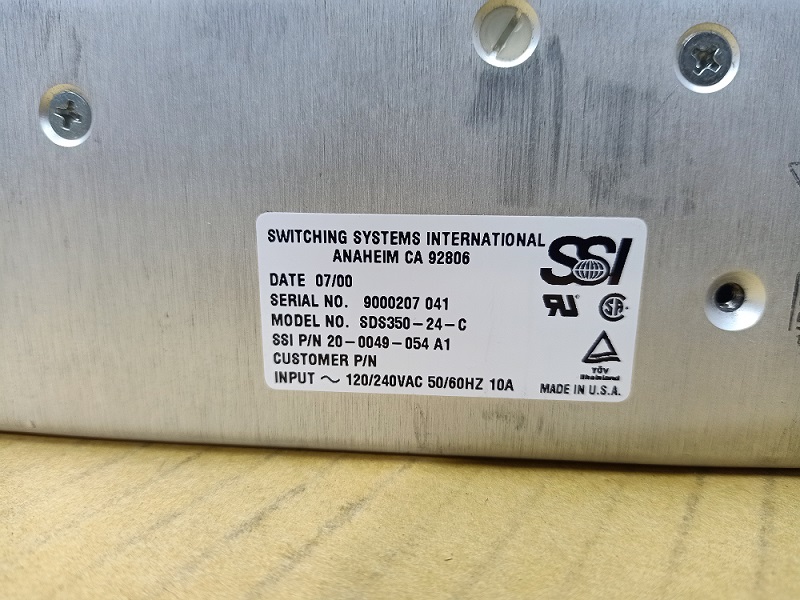 SWITCHING SYSTEMS INTERNATIONAL
ANAHEIM CA 92806
SSI
DATE 07/00
SERIAL NO. 9000207 041
MODEL NO. SDS350-24-C
SSI P/N 20-0049-054 A1
CUSTOMER P/N
INPUT ~ 120/240VAC 50/60HZ 10A
TÜV
Rheinland
MADE IN U.S.A.